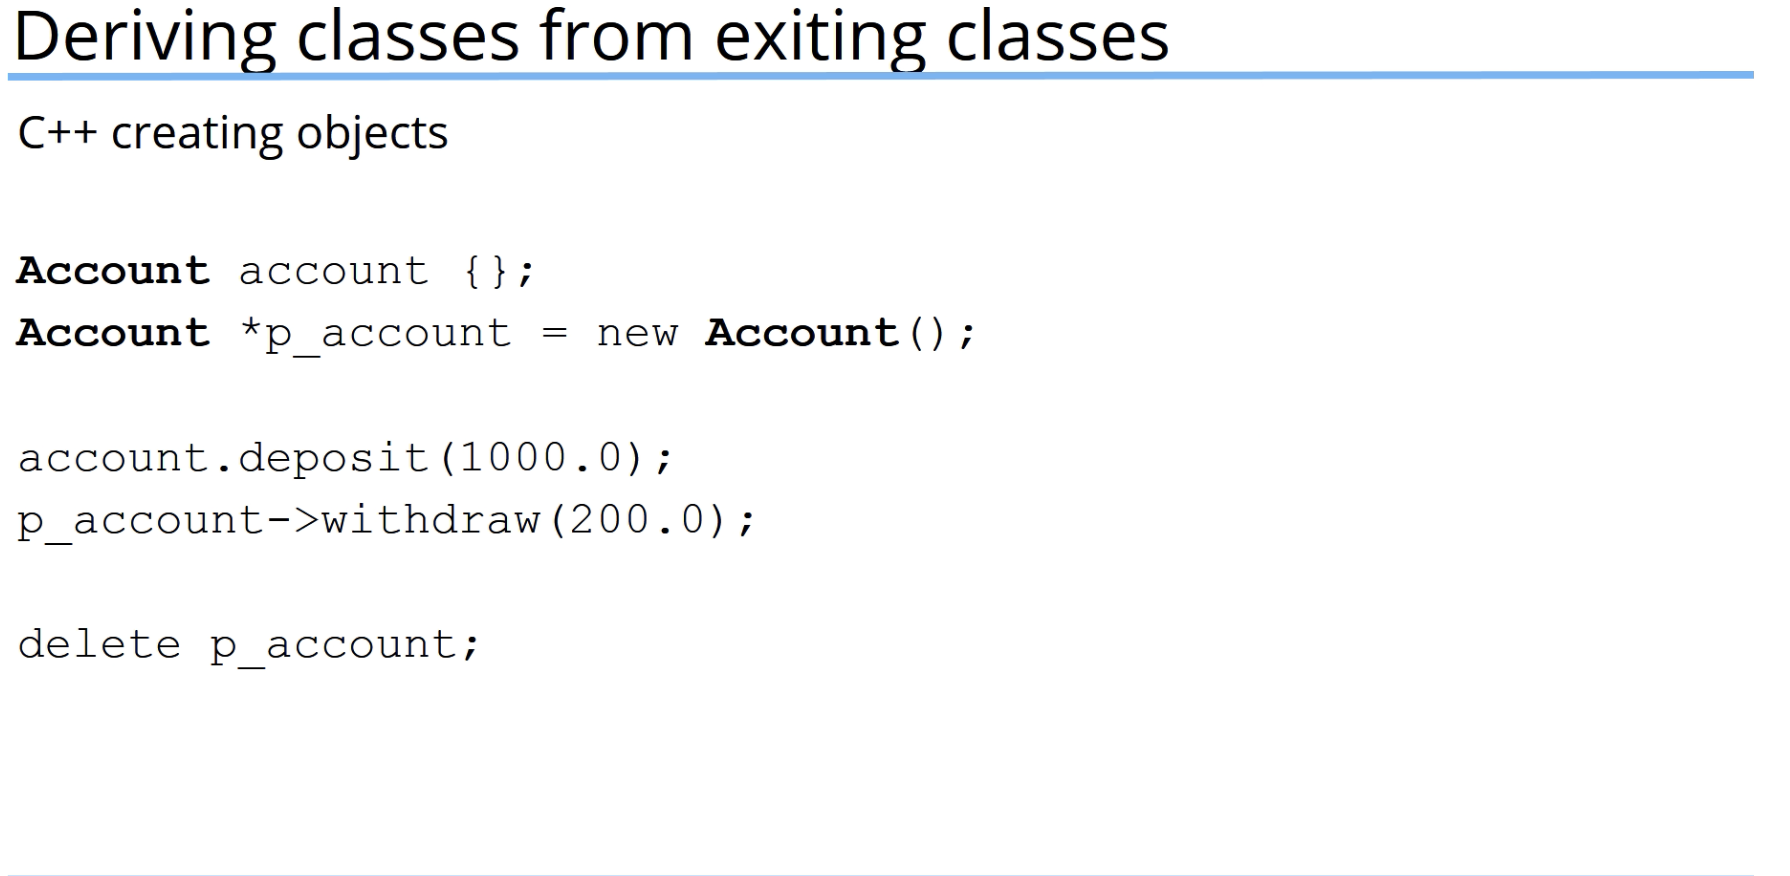 Deriving classes from exiting classes
C++ creating objects
Account account {};
Account *p_account = new Account();
account.deposit(1000.0);
p_account->withdraw(200.0);
delete p_account;